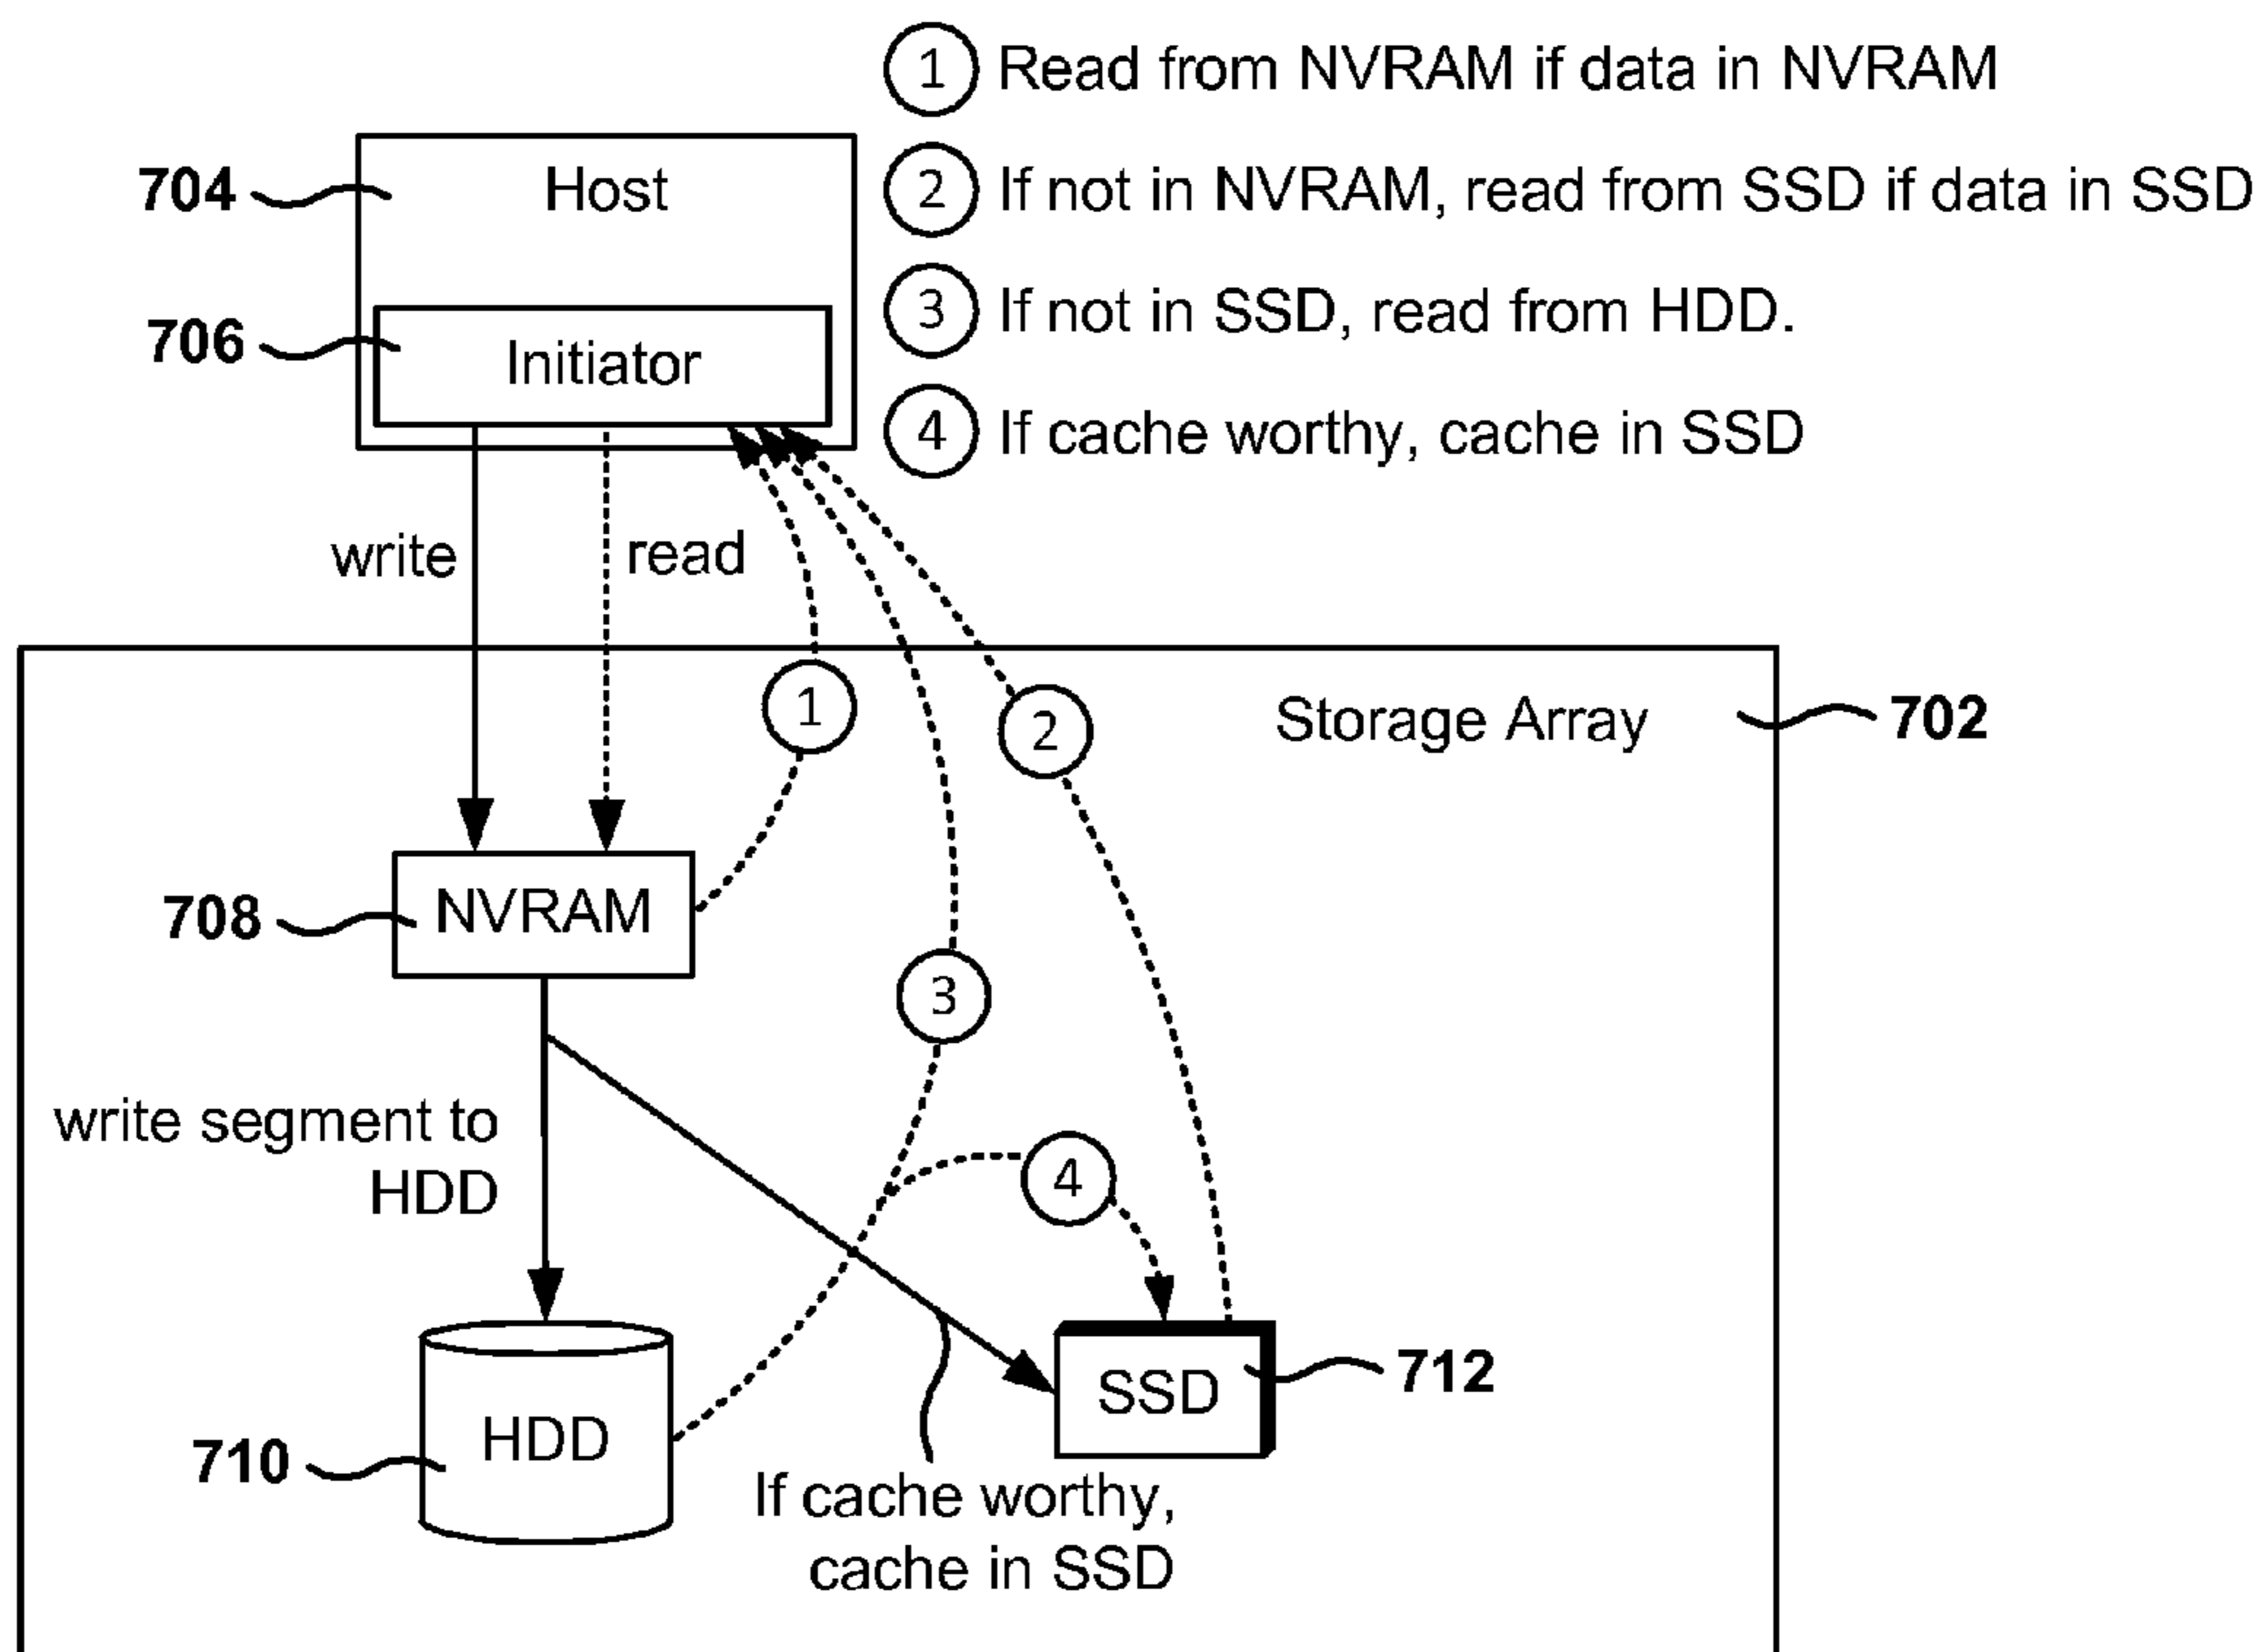 ① Read from NVRAM if data in NVRAM
② If not in NVRAM, read from SSD if data in SSD
③ If not in SSD, read from HDD.
④ If cache worthy, cache in SSD
704
Host
706
Initiator
write
read
1
2
Storage Array
702
708
NVRAM
3
write segment to
HDD
4
712
SSD
710
HDD
If cache worthy,
cache in SSD